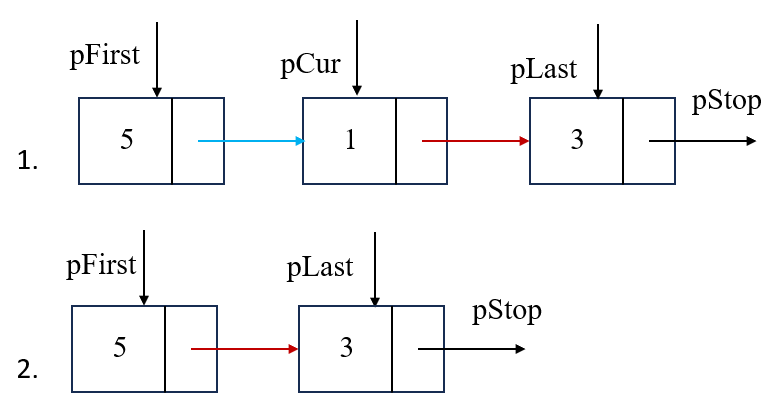 pFirst
pCur
pLast
pStop
5
1
3
1.
pFirst
pLast
pStop
5
3
2.